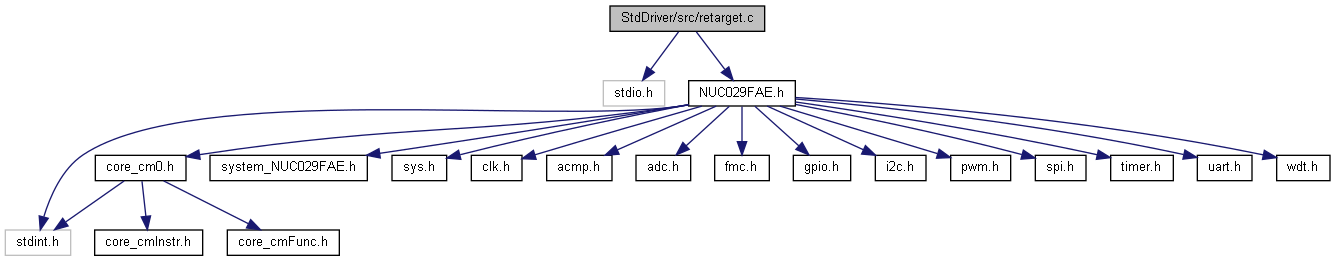 StdDriver/src/retarget.c
stdio.h
NUC029FAE.h
core_cm0.h
system_NUC029FAE.h
sys.h
clk.h
acmp.h
adc.h
fmc.h
gpio.h
i2c.h
pwm.h
spi.h
timer.h
uart.h
wdt.h
stdint.h
core_cmInstr.h
core_cmFunc.h